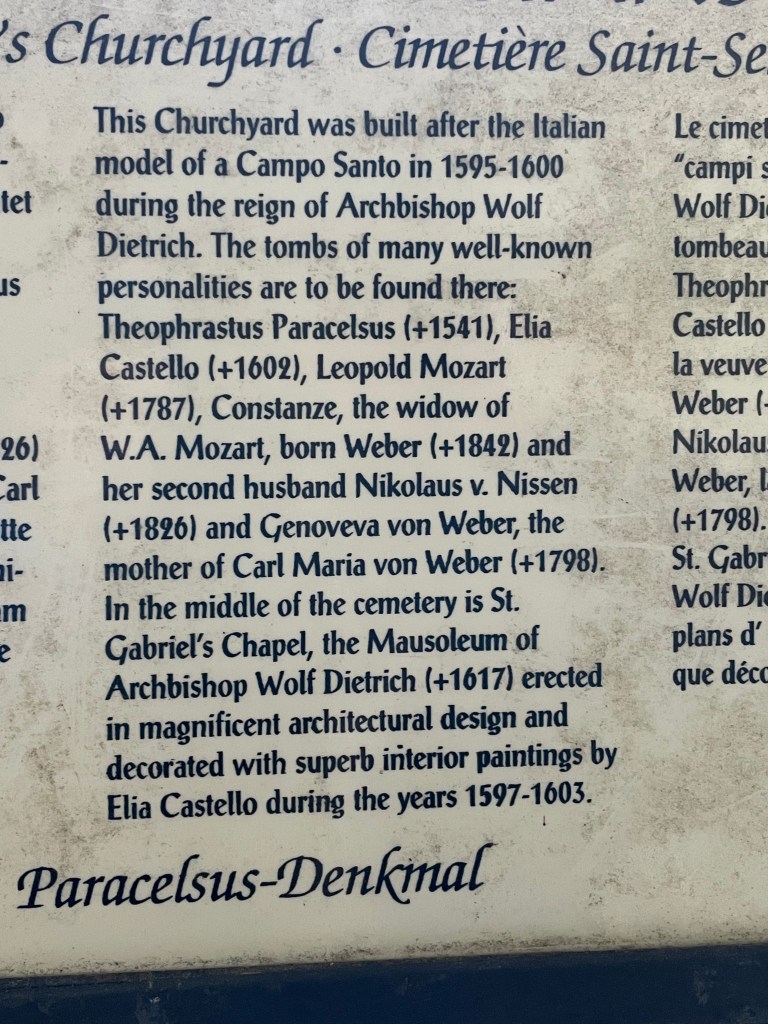 's Churchyard · Cimetière Saint-Se
tet
us
26)
Carl
tte
ni-
am
e
This Churchyard was built after the Italian
model of a Campo Santo in 1595-1600
during the reign of Archbishop Wolf
Dietrich. The tombs of many well-known
personalities are to be found there:
Theophrastus Paracelsus (+1541), Elia
Castello (+1602), Leopold Mozart
(+1787), Constanze, the widow of
W.A. Mozart, born Weber (+1842) and
her second husband Nikolaus v. Nissen
(+1826) and Genoveva von Weber, the
mother of Carl Maria von Weber (+1798).
In the middle of the cemetery is St.
Gabriel's Chapel, the Mausoleum of
Archbishop Wolf Dietrich (+1617) erected
in magnificent architectural design and
decorated with superb interior paintings by
Elia Castello during the years 1597-1603.
Le cimet
“campi s
Wolf Di
tombeau
Theophr
Castello
la veuve
Weber (-
Nikolau
Weber, l
(+1798).
St. Gabr
Wolf Die
plans d'
que déco
Paracelsus-Denkmal